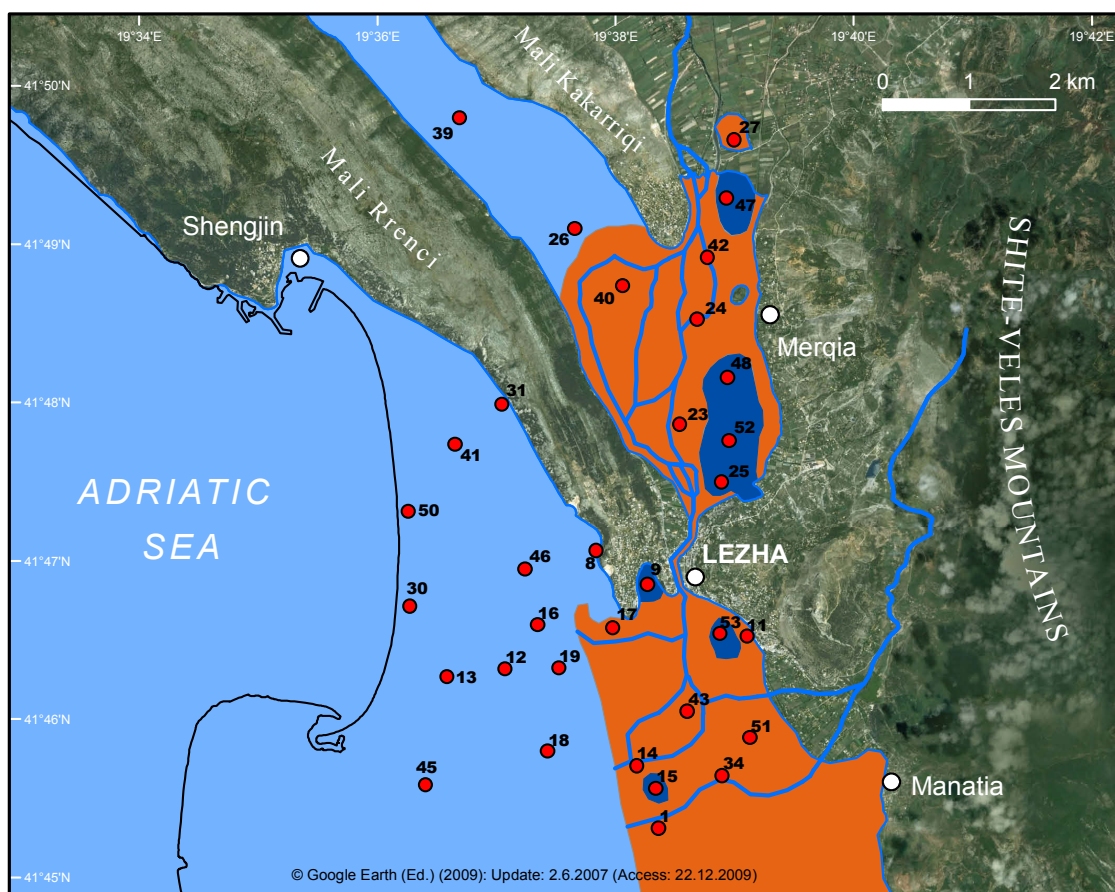 19°34'E
19°36'E
19°38'E
19°40'E
19°42'E
41°50'N
41°49'N
41°48'N
41°47'N
41°46'N
41°45'N
0 1 2 km
Mali Kakarriqi
Mali Rrenci
Shengjin
39
27
47
26
42
40
24
Merqia
SHITE-VELES MOUNTAINS
48
31
23
52
41
25
ADRIATIC
SEA
50
8
46
9
LEZHA
30
16
17
53
11
12
19
13
43
18
51
14
34
45
15
Manatia
1
© Google Earth (Ed.) (2009): Update: 2.6.2007 (Access: 22.12.2009)